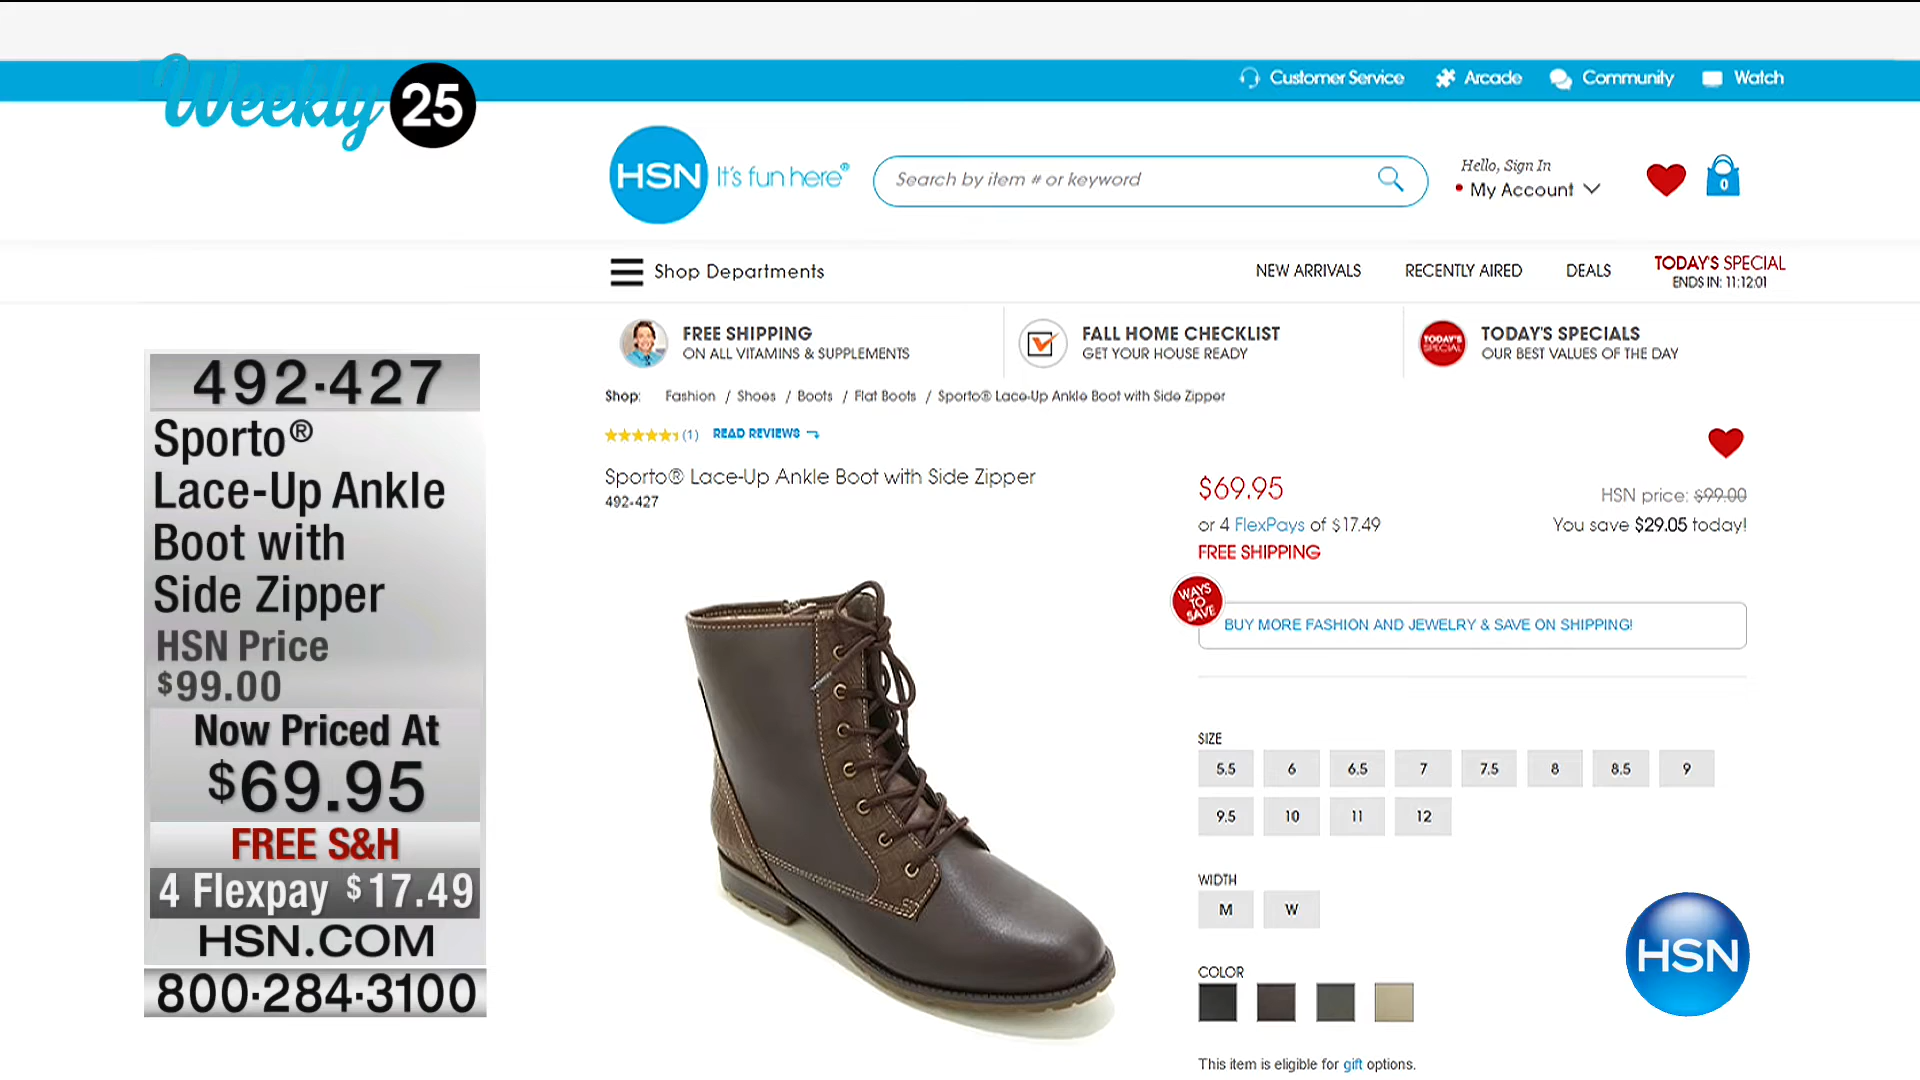 Weekly 25
Customer Service Arcade Community Watch
HSN It's fun here®
Search by item # or keyword
Hello, Sign In
My Account
0
Shop Departments
NEW ARRIVALS RECENTLY AIRED DEALS
TODAY'S SPECIAL
ENDS IN: 11:12:01
FREE SHIPPING
ON ALL VITAMINS & SUPPLEMENTS
FALL HOME CHECKLIST
GET YOUR HOUSE READY
TODAY'S SPECIAL
TODAY'S SPECIALS
OUR BEST VALUES OF THE DAY
492-427
Sporto®
Lace-Up Ankle
Boot with
Side Zipper
HSN Price
$99.00
Now Priced At
$69.95
FREE S&H
4 Flexpay $17.49
HSN.COM
800-284-3100
Shop: Fashion / Shoes / Boots / Flat Boots / Sporto® Lace-Up Ankle Boot with Side Zipper
(1) READ REVIEWS
Sporto® Lace-Up Ankle Boot with Side Zipper
492-427
$69.95
HSN price: $99.00
or 4 FlexPays of $17.49
You save $29.05 today!
FREE SHIPPING
WAYS
TO
SAVE
BUY MORE FASHION AND JEWELRY & SAVE ON SHIPPING!
SIZE
5.5 6 6.5 7 7.5 8 8.5 9
9.5 10 11 12
WIDTH
M W
COLOR
This item is eligible for gift options.
HSN